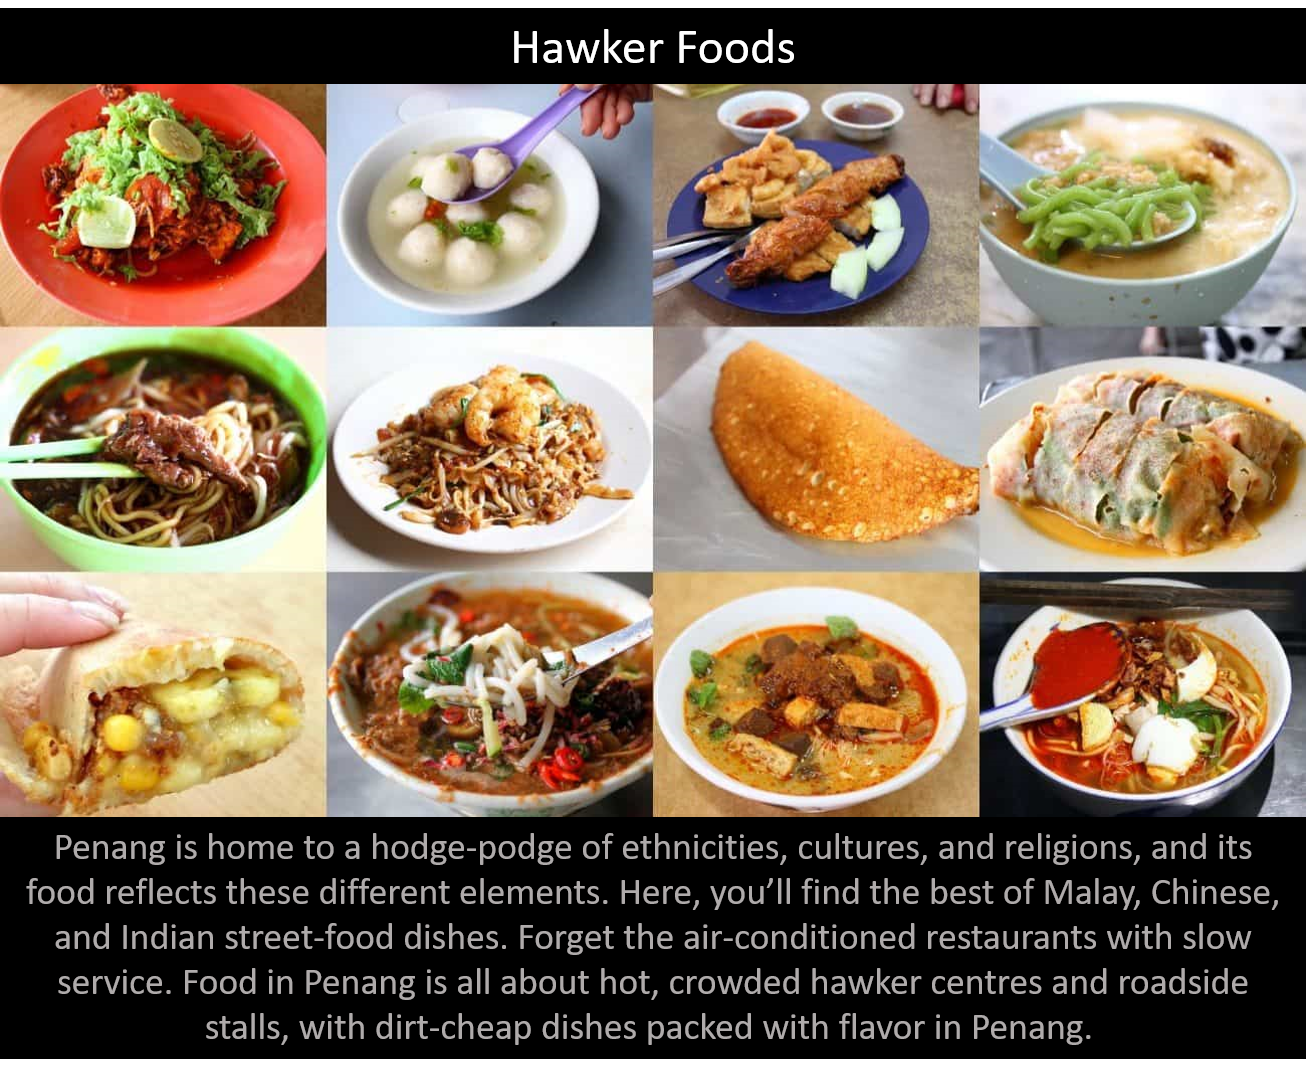 Hawker Foods
Penang is home to a hodge-podge of ethnicities, cultures, and religions, and its
food reflects these different elements. Here, you’ll find the best of Malay, Chinese,
and Indian street-food dishes. Forget the air-conditioned restaurants with slow
service. Food in Penang is all about hot, crowded hawker centres and roadside
stalls, with dirt-cheap dishes packed with flavor in Penang.